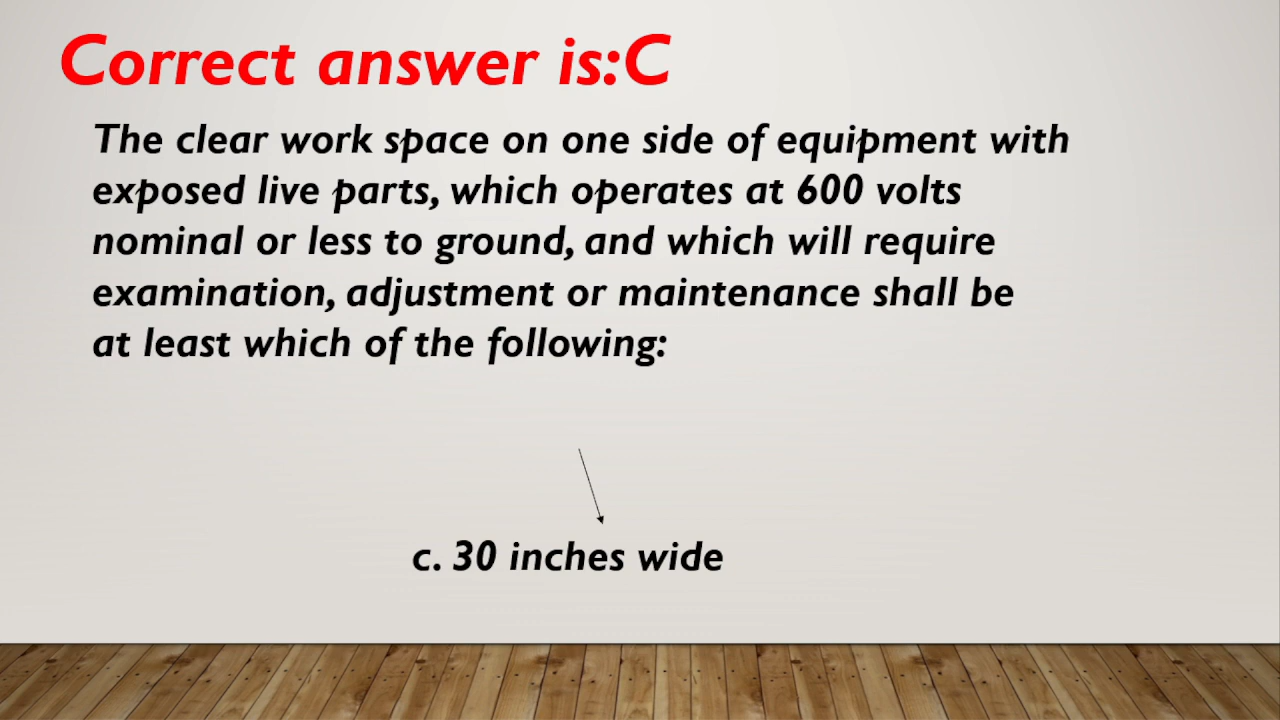 Correct answer is:C
The clear work space on one side of equipment with
exposed live parts, which operates at 600 volts
nominal or less to ground, and which will require
examination, adjustment or maintenance shall be
at least which of the following:
c. 30 inches wide